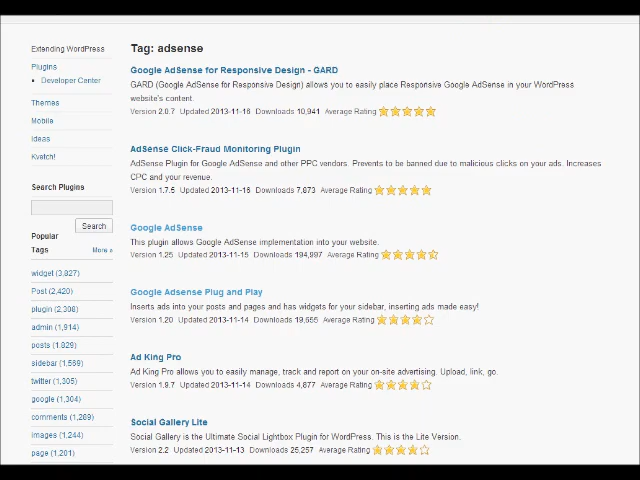 Extending WordPress
Plugins
Developer Center
Themes
Mobile
Ideas
Kvetch!
Search Plugins
Search
Popular
Tags
More »
widget (3,827)
Post (2,420)
plugin (2,308)
admin (1,914)
posts (1,829)
sidebar (1,569)
twitter (1,305)
google (1,304)
comments (1,289)
images (1,244)
page (1,201)
Tag: adsense
Google AdSense for Responsive Design - GARD
GARD (Google AdSense for Responsive Design) allows you to easily place Responsive Google AdSense in your WordPress
website's content.
Version 2.0.7 Updated 2013-11-16 Downloads 10,941 Average Rating
AdSense Click-Fraud Monitoring Plugin
AdSense Plugin for Google AdSense and other PPC vendors. Prevents to be banned due to malicious clicks on your ads. Increases
CPC and your revenue.
Version 1.7.5 Updated 2013-11-16 Downloads 7,873 Average Rating
Google AdSense
This plugin allows Google AdSense implementation into your website.
Version 1.25 Updated 2013-11-15 Downloads 194,997 Average Rating
Google Adsense Plug and Play
Inserts ads into your posts and pages and has widgets for your sidebar, inserting ads made easy!
Version 1.20 Updated 2013-11-14 Downloads 19,655 Average Rating
Ad King Pro
Ad King Pro allows you to easily manage, track and report on your on-site advertising. Upload, link, go.
Version 1.9.7 Updated 2013-11-14 Downloads 4,877 Average Rating
Social Gallery Lite
Social Gallery is the Ultimate Social Lightbox Plugin for WordPress. This is the Lite Version.
Version 2.2 Updated 2013-11-13 Downloads 25,257 Average Rating